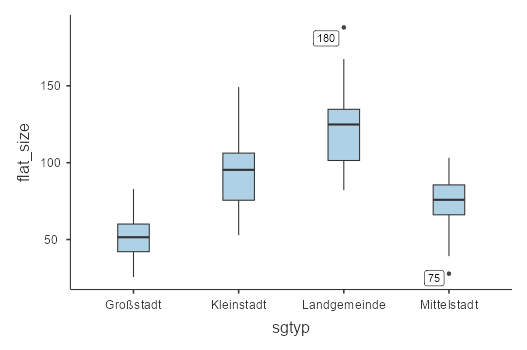 180
150
100
50
75
flat_size
Großstadt
Kleinstadt
Landgemeinde
Mittelstadt
sgtyp